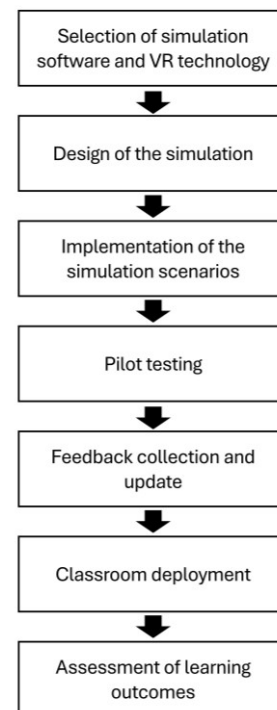 Selection of simulation
software and VR technology
Design of the simulation
Implementation of the
simulation scenarios
Pilot testing
Feedback collection and
update
Classroom deployment
Assessment of learning
outcomes